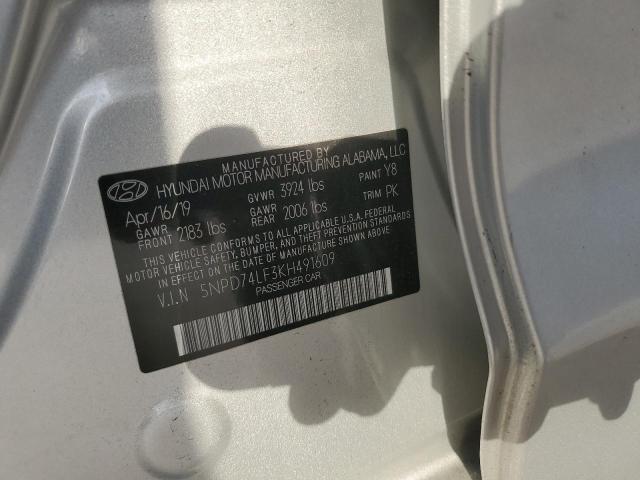 MANUFACTURED BY
HYUNDAI MOTOR MANUFACTURING ALABAMA, LLC
Apr/16/19 GVWR 3924 lbs PAINT Y8
GAWR FRONT 2183 lbs GAWR REAR 2006 lbs TRIM PK
THIS VEHICLE CONFORMS TO ALL APPLICABLE U.S.A. FEDERAL
MOTOR VEHICLE SAFETY, BUMPER, AND THEFT PREVENTION
STANDARDS IN EFFECT ON THE DATE OF MANUFACTURE SHOWN ABOVE.
V.I.N 5NPD74LF3KH491609
PASSENGER CAR